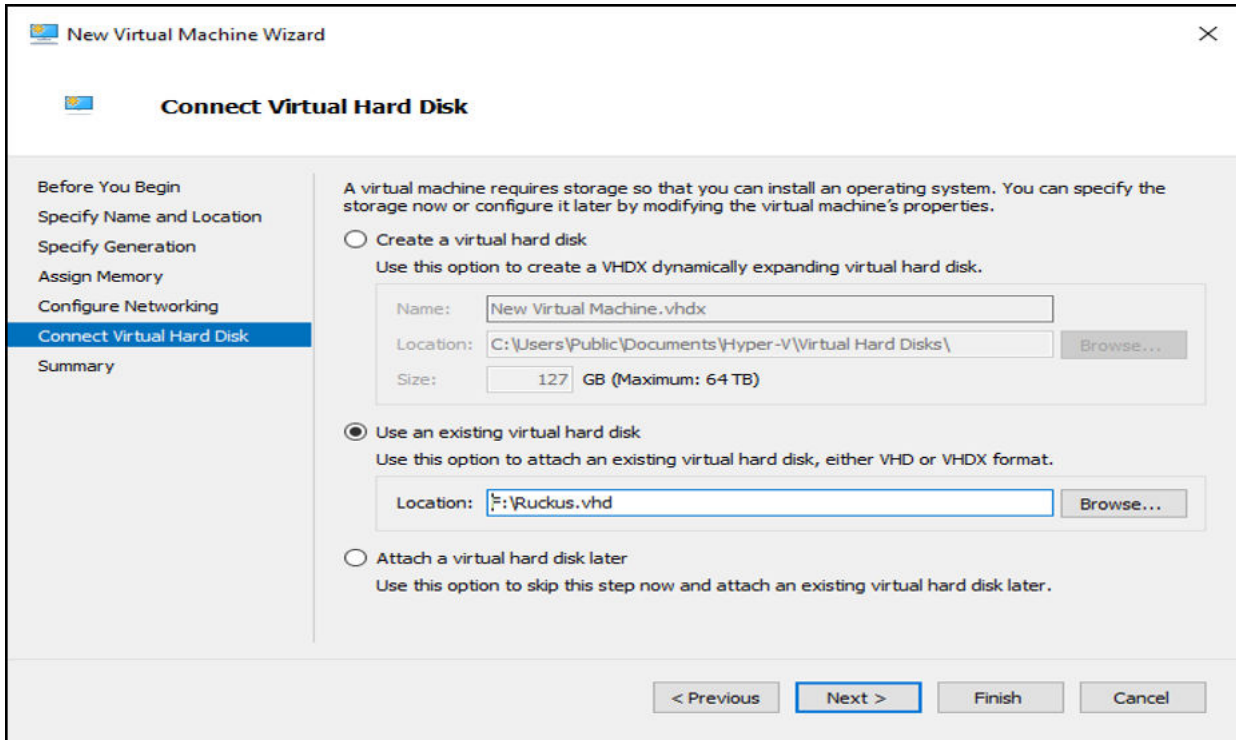 New Virtual Machine Wizard
Connect Virtual Hard Disk
Before You Begin
Specify Name and Location
Specify Generation
Assign Memory
Configure Networking
Connect Virtual Hard Disk
Summary
A virtual machine requires storage so that you can install an operating system. You can specify the
storage now or configure it later by modifying the virtual machine's properties.
Create a virtual hard disk
Use this option to create a VHDX dynamically expanding virtual hard disk.
Name: New Virtual Machine.vhdx
Location: C:\Users\Public\Documents\Hyper-V\Virtual Hard Disks\ Browse...
Size: 127 GB (Maximum: 64 TB)
Use an existing virtual hard disk
Use this option to attach an existing virtual hard disk, either VHD or VHDX format.
Location: F:\Ruckus.vhd Browse...
Attach a virtual hard disk later
Use this option to skip this step now and attach an existing virtual hard disk later.
< Previous Next > Finish Cancel